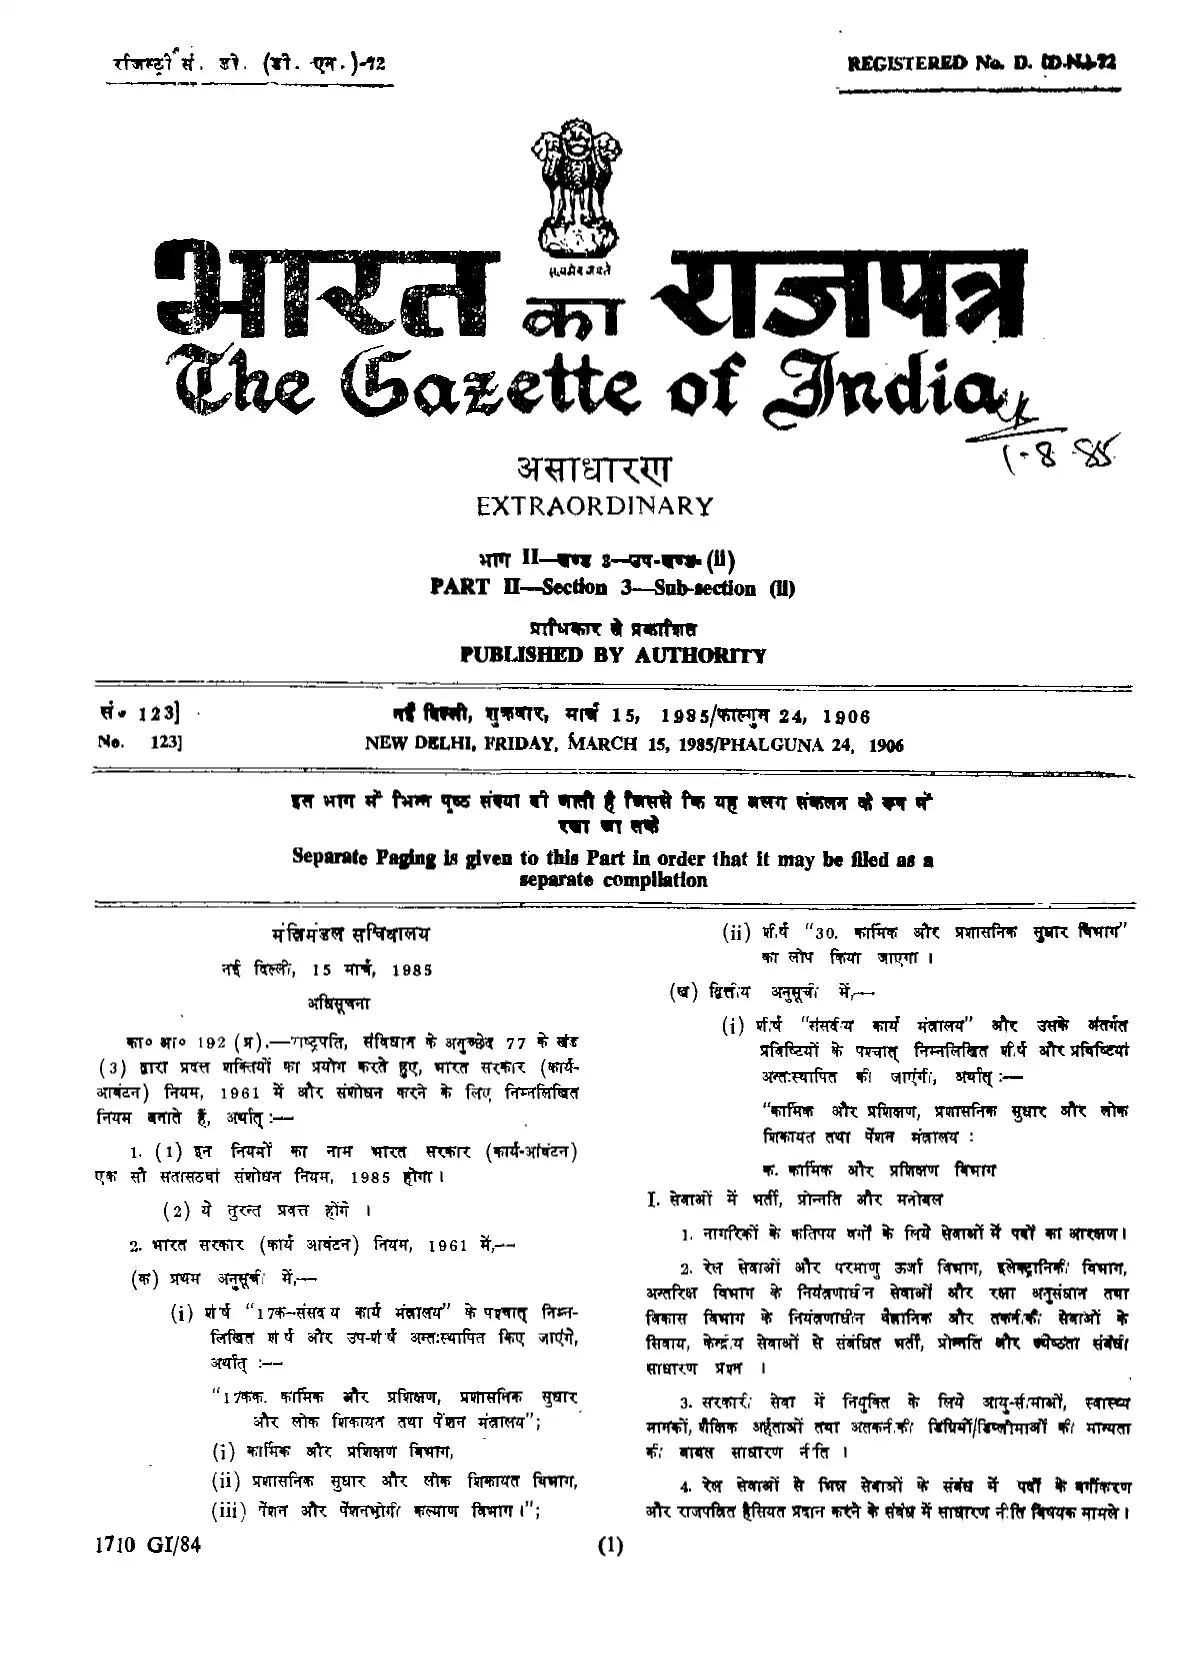 रजिस्ट्री सं. डी. (डी. एन.)-72
REGISTERED No. D. (D.N.)-72
सत्यमेव जयते
भारत का राजपत्र
The Gazette of India
1-8-85
असाधारण
EXTRAORDINARY
भाग II—खण्ड 3—उप-खण्ड (ii)
PART II—Section 3—Sub-section (ii)
प्राधिकार से प्रकाशित
PUBLISHED BY AUTHORITY
सं॰ 123]
नई दिल्ली, शुक्रवार, मार्च 15, 1985/फाल्गुन 24, 1906
No. 123]
NEW DELHI, FRIDAY, MARCH 15, 1985/PHALGUNA 24, 1906
इस भाग में भिन्न पृष्ठ संख्या दी जाती है जिससे कि यह अलग संकलन के रूप में
रखा जा सके
Separate Paging is given to this Part in order that it may be filed as a
separate compilation
मंत्रिमंडल सचिवालय
नई दिल्ली, 15 मार्च, 1985
अधिसूचना
का॰ आ॰ 192 (अ).—राष्ट्रपति, संविधान के अनुच्छेद 77 के खंड
(3) द्वारा प्रदत्त शक्तियों का प्रयोग करते हुए, भारत सरकार (कार्य-
आवंटन) नियम, 1961 में और संशोधन करने के लिए निम्नलिखित
नियम बनाते हैं, अर्थात् :—
1. (1) इन नियमों का नाम भारत सरकार (कार्य-आवंटन)
एक सौ सतासठवां संशोधन नियम, 1985 होगा।
(2) ये तुरन्त प्रवृत्त होंगे ।
2. भारत सरकार (कार्य आवंटन) नियम, 1961 में,—
(क) प्रथम अनुसूची में,—
(i) शीर्ष "17क-संसदीय कार्य मंत्रालय" के पश्चात् निम्न-
लिखित शीर्ष और उप-शीर्ष अन्तःस्थापित किए जाएंगे,
अर्थात् :—
"17कक. कार्मिक और प्रशिक्षण, प्रशासनिक सुधार
और लोक शिकायत तथा पेंशन मंत्रालय";
(i) कार्मिक और प्रशिक्षण विभाग,
(ii) प्रशासनिक सुधार और लोक शिकायत विभाग,
(iii) पेंशन और पेंशनभोगी कल्याण विभाग।";
1710 GI/84
(1)
(ii) शीर्ष "30. कार्मिक और प्रशासनिक सुधार विभाग"
का लोप किया जाएगा ।
(ख) द्वितीय अनुसूची में,—
(i) शीर्ष "संसदीय कार्य मंत्रालय" और उसके अंतर्गत
प्रविष्टियों के पश्चात् निम्नलिखित शीर्ष और प्रविष्टियां
अन्तःस्थापित की जाएंगी, अर्थात् :—
"कार्मिक और प्रशिक्षण, प्रशासनिक सुधार और लोक
शिकायत तथा पेंशन मंत्रालय :
क. कार्मिक और प्रशिक्षण विभाग
I. सेवाओं में भर्ती, प्रोन्नति और मनोबल
1. नागरिकों के कतिपय वर्गों के लिये सेवाओं में पदों का आरक्षण।
2. रेल सेवाओं और परमाणु ऊर्जा विभाग, इलेक्ट्रानिकी विभाग,
अन्तरिक्ष विभाग के नियंत्रणाधीन सेवाओं और रक्षा अनुसंधान तथा
विकास विभाग के नियंत्रणाधीन वैज्ञानिक और तकनीकी सेवाओं के
सिवाय, केन्द्रीय सेवाओं से संबंधित भर्ती, प्रोन्नति और ज्येष्ठता संबंधी
साधारण प्रश्न ।
3. सरकारी सेवा में नियुक्ति के लिये आयु-सीमाओं, स्वास्थ्य
मानकों, शैक्षिक अर्हताओं तथा अतकनीकी डिग्रियों/डिप्लोमाओं की मान्यता
की बाबत साधारण नीति ।
4. रेल सेवाओं से भिन्न सेवाओं के संबंध में पदों के वर्गीकरण
और राजपत्रित हैसियत प्रदान करने के संबंध में साधारण नीति विषयक मामले।